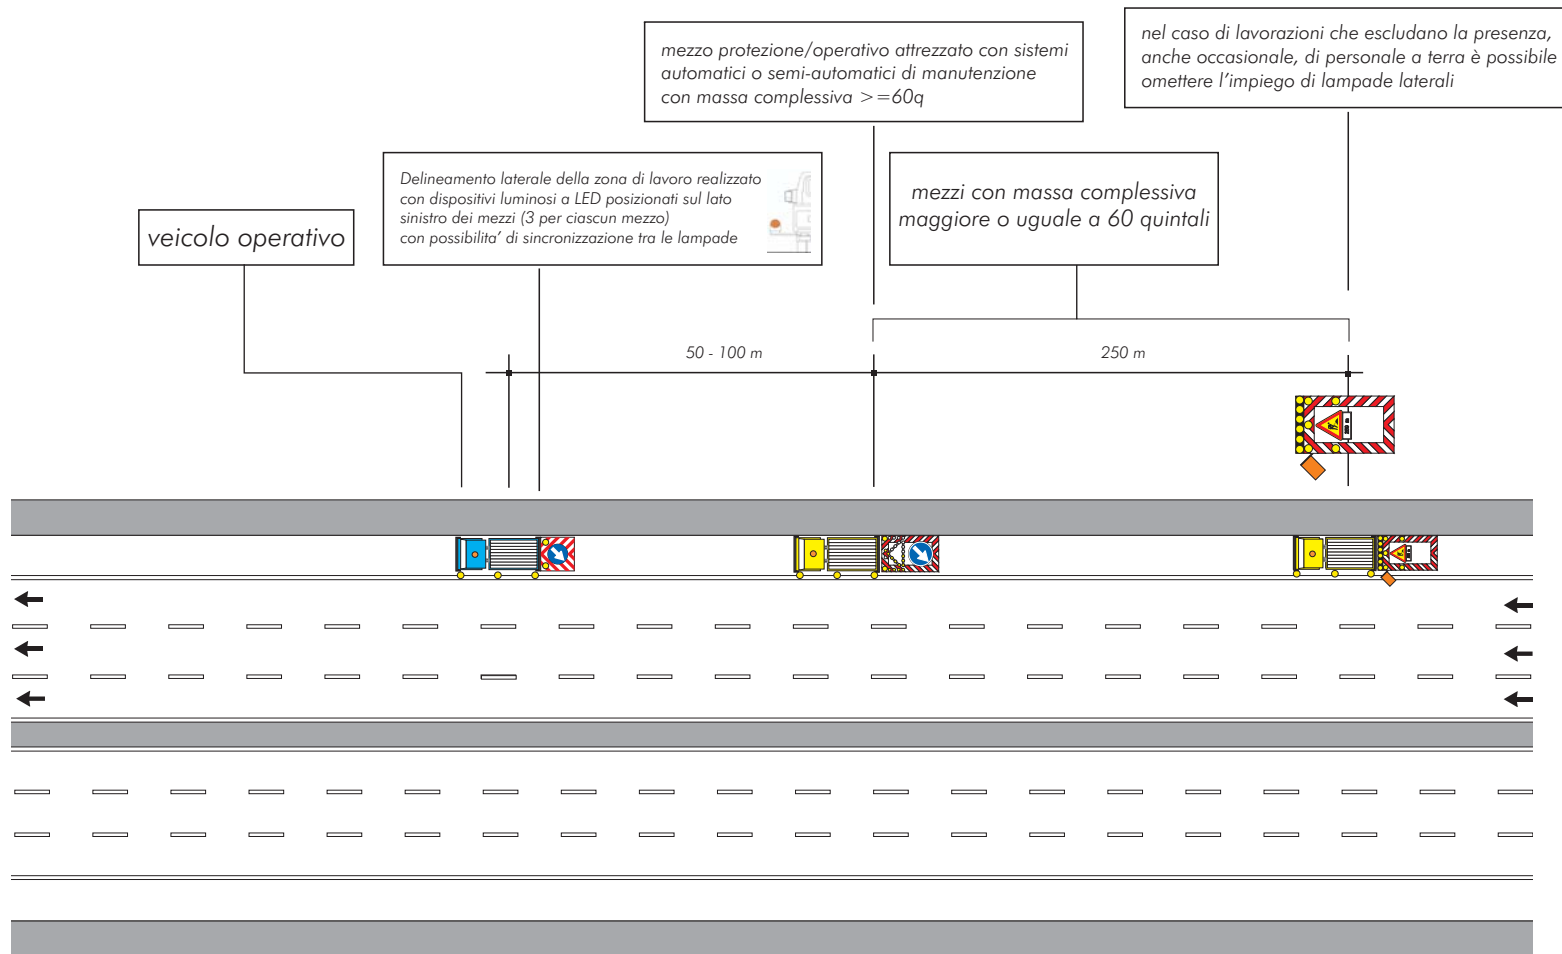 nel caso di lavorazioni che escludano la presenza,
anche occasionale, di personale a terra è possibile
omettere l'impiego di lampade laterali
mezzo protezione/operativo attrezzato con sistemi
automatici o semi-automatici di manutenzione
con massa complessiva >=60q
Delineamento laterale della zona di lavoro realizzato
con dispositivi luminosi a LED posizionati sul lato
sinistro dei mezzi (3 per ciascun mezzo)
con possibilita' di sincronizzazione tra le lampade
mezzi con massa complessiva
maggiore o uguale a 60 quintali
veicolo operativo
50 - 100 m
250 m